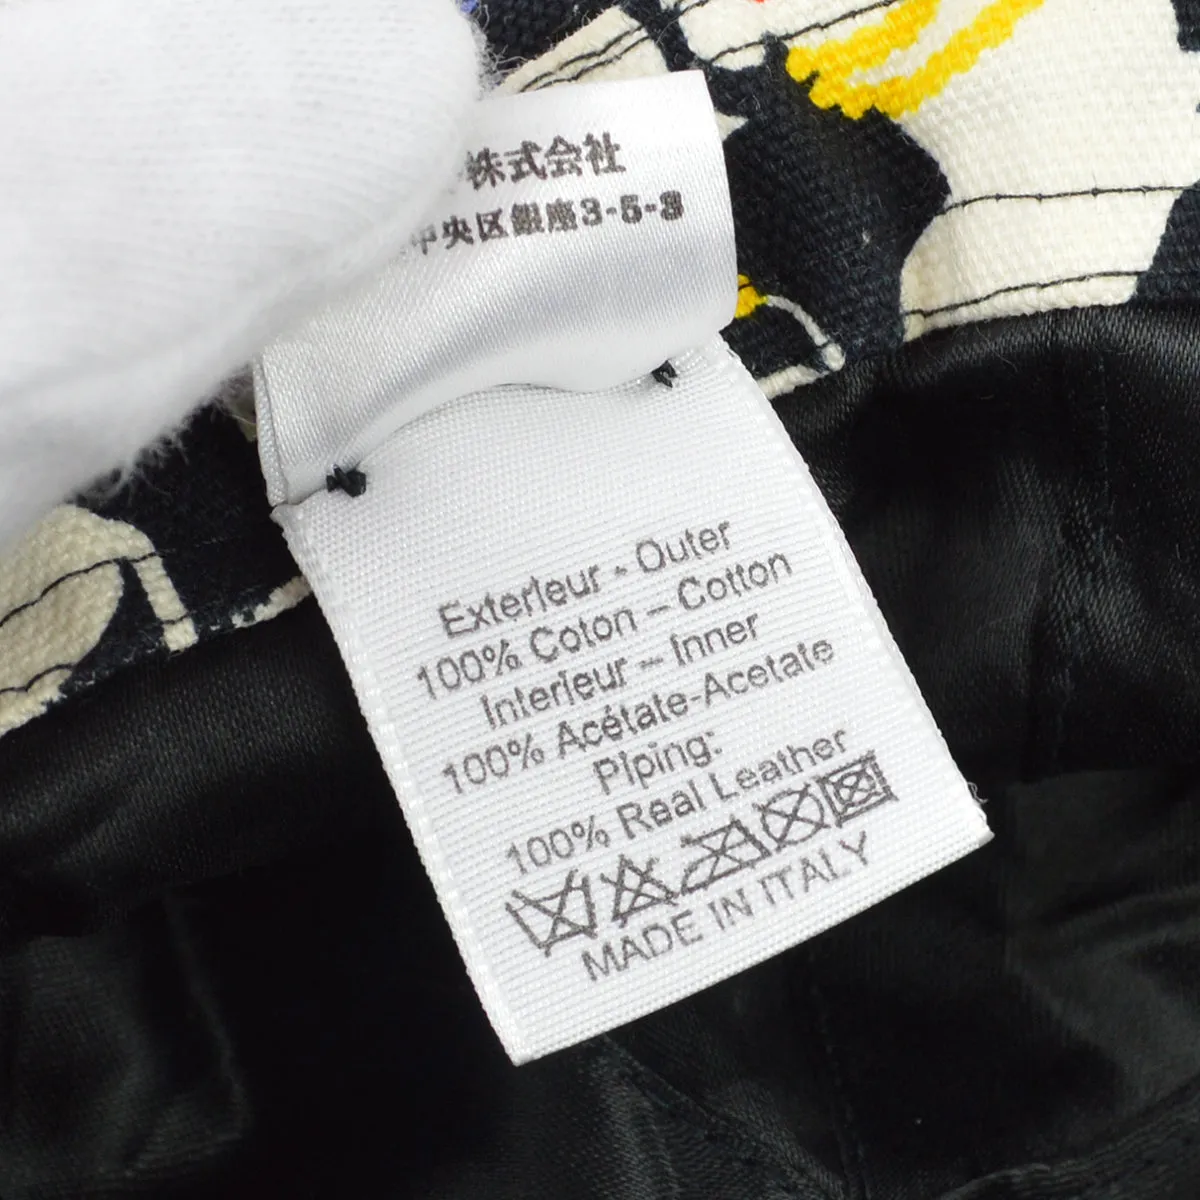 株式会社
中央区銀座3-5-3
Exterieur - Outer
100% Coton – Cotton
Interieur – Inner
100% Acétate-Acetate
Piping:
100% Real Leather
MADE IN ITALY